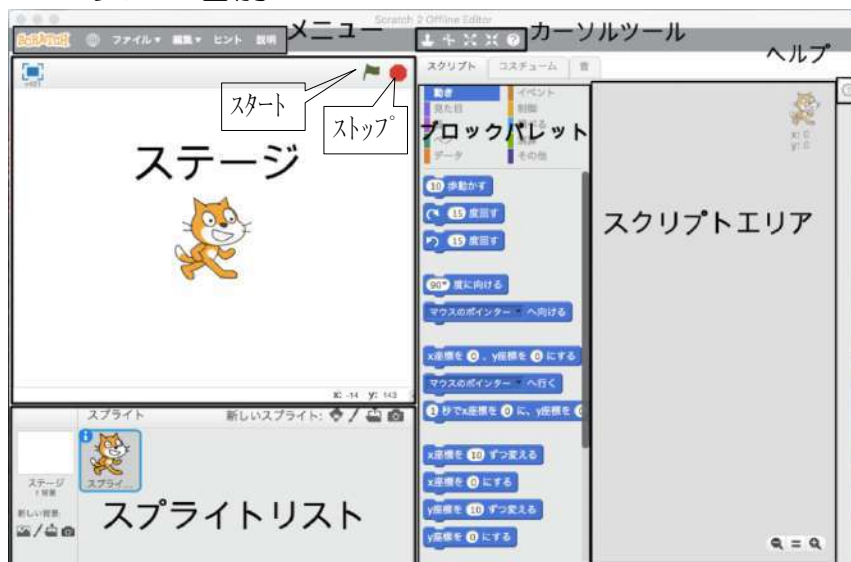 Scratch 2 Offline Editor
メニュー
カーソルツール
SCRATCH ファイル▼ 編集▼ ヒント 説明
ヘルプ
スクリプト コスチューム 音
v461
スタート
ストップ
ステージ
動き イベント
見た目 制御
ブロックパレット
データ その他
x: 0
y: 0
10 歩動かす
15 度回す
15 度回す
スクリプトエリア
90▼ 度に向ける
マウスのポインター へ向ける
x座標を 0 、y座標を 0 にする
マウスのポインター へ行く
1 秒でx座標を 0 に、y座標を 0
x: -14 y: 143
x座標を 10 ずつ変える
x座標を 0 にする
y座標を 10 ずつ変える
y座標を 0 にする
スプライト 新しいスプライト:
ステージ
1 背景
スプライ...
新しい背景:
スプライトリスト